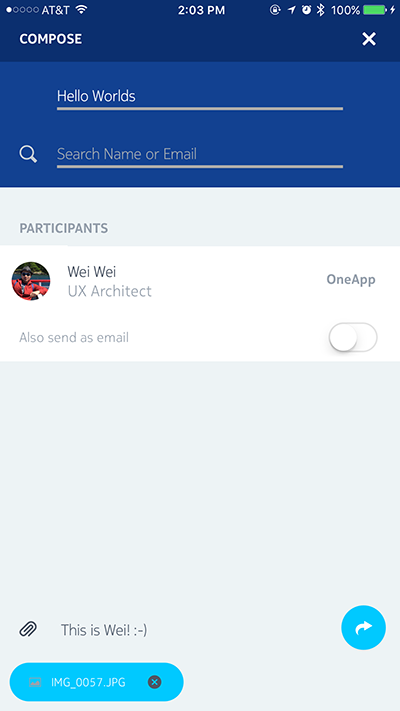 AT&T 2:03 PM 100%
COMPOSE
Hello Worlds
Search Name or Email
PARTICIPANTS
Wei Wei
UX Architect
OneApp
Also send as email
This is Wei! :-)
IMG_0057.JPG